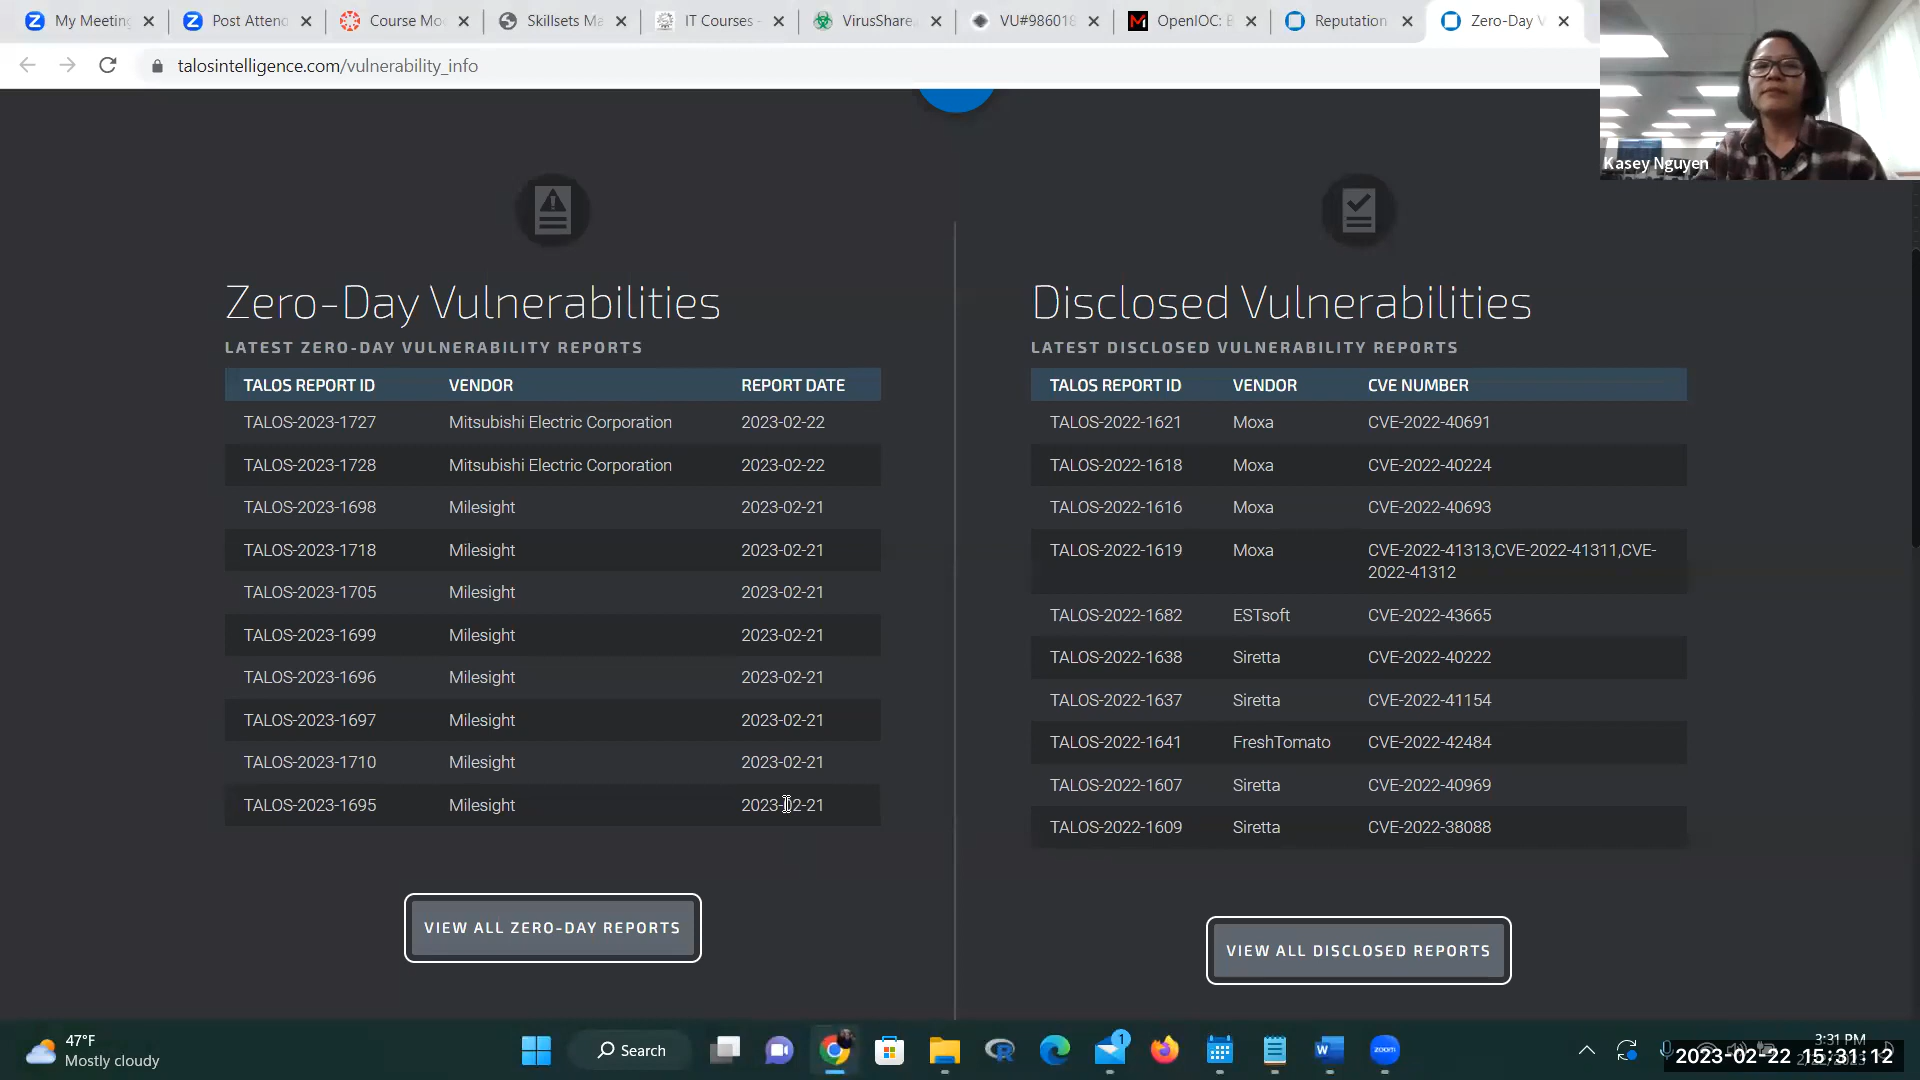 My Meeting
Post Attend
Course Mo
Skillsets Ma
IT Courses -
VirusShare.
VU#986018
OpenIOC: B
Reputation
Zero-Day V
talosintelligence.com/vulnerability_info
Kasey Nguyen
Zero-Day Vulnerabilities
LATEST ZERO-DAY VULNERABILITY REPORTS
TALOS REPORT ID VENDOR REPORT DATE
TALOS-2023-1727 Mitsubishi Electric Corporation 2023-02-22
TALOS-2023-1728 Mitsubishi Electric Corporation 2023-02-22
TALOS-2023-1698 Milesight 2023-02-21
TALOS-2023-1718 Milesight 2023-02-21
TALOS-2023-1705 Milesight 2023-02-21
TALOS-2023-1699 Milesight 2023-02-21
TALOS-2023-1696 Milesight 2023-02-21
TALOS-2023-1697 Milesight 2023-02-21
TALOS-2023-1710 Milesight 2023-02-21
TALOS-2023-1695 Milesight 2023-02-21
VIEW ALL ZERO-DAY REPORTS
Disclosed Vulnerabilities
LATEST DISCLOSED VULNERABILITY REPORTS
TALOS REPORT ID VENDOR CVE NUMBER
TALOS-2022-1621 Moxa CVE-2022-40691
TALOS-2022-1618 Moxa CVE-2022-40224
TALOS-2022-1616 Moxa CVE-2022-40693
TALOS-2022-1619 Moxa CVE-2022-41313,CVE-2022-41311,CVE-
2022-41312
TALOS-2022-1682 ESTsoft CVE-2022-43665
TALOS-2022-1638 Siretta CVE-2022-40222
TALOS-2022-1637 Siretta CVE-2022-41154
TALOS-2022-1641 FreshTomato CVE-2022-42484
TALOS-2022-1607 Siretta CVE-2022-40969
TALOS-2022-1609 Siretta CVE-2022-38088
VIEW ALL DISCLOSED REPORTS
47°F
Mostly cloudy
Search
1
zoom
3:31 PM
2023-02-22 15:31:12